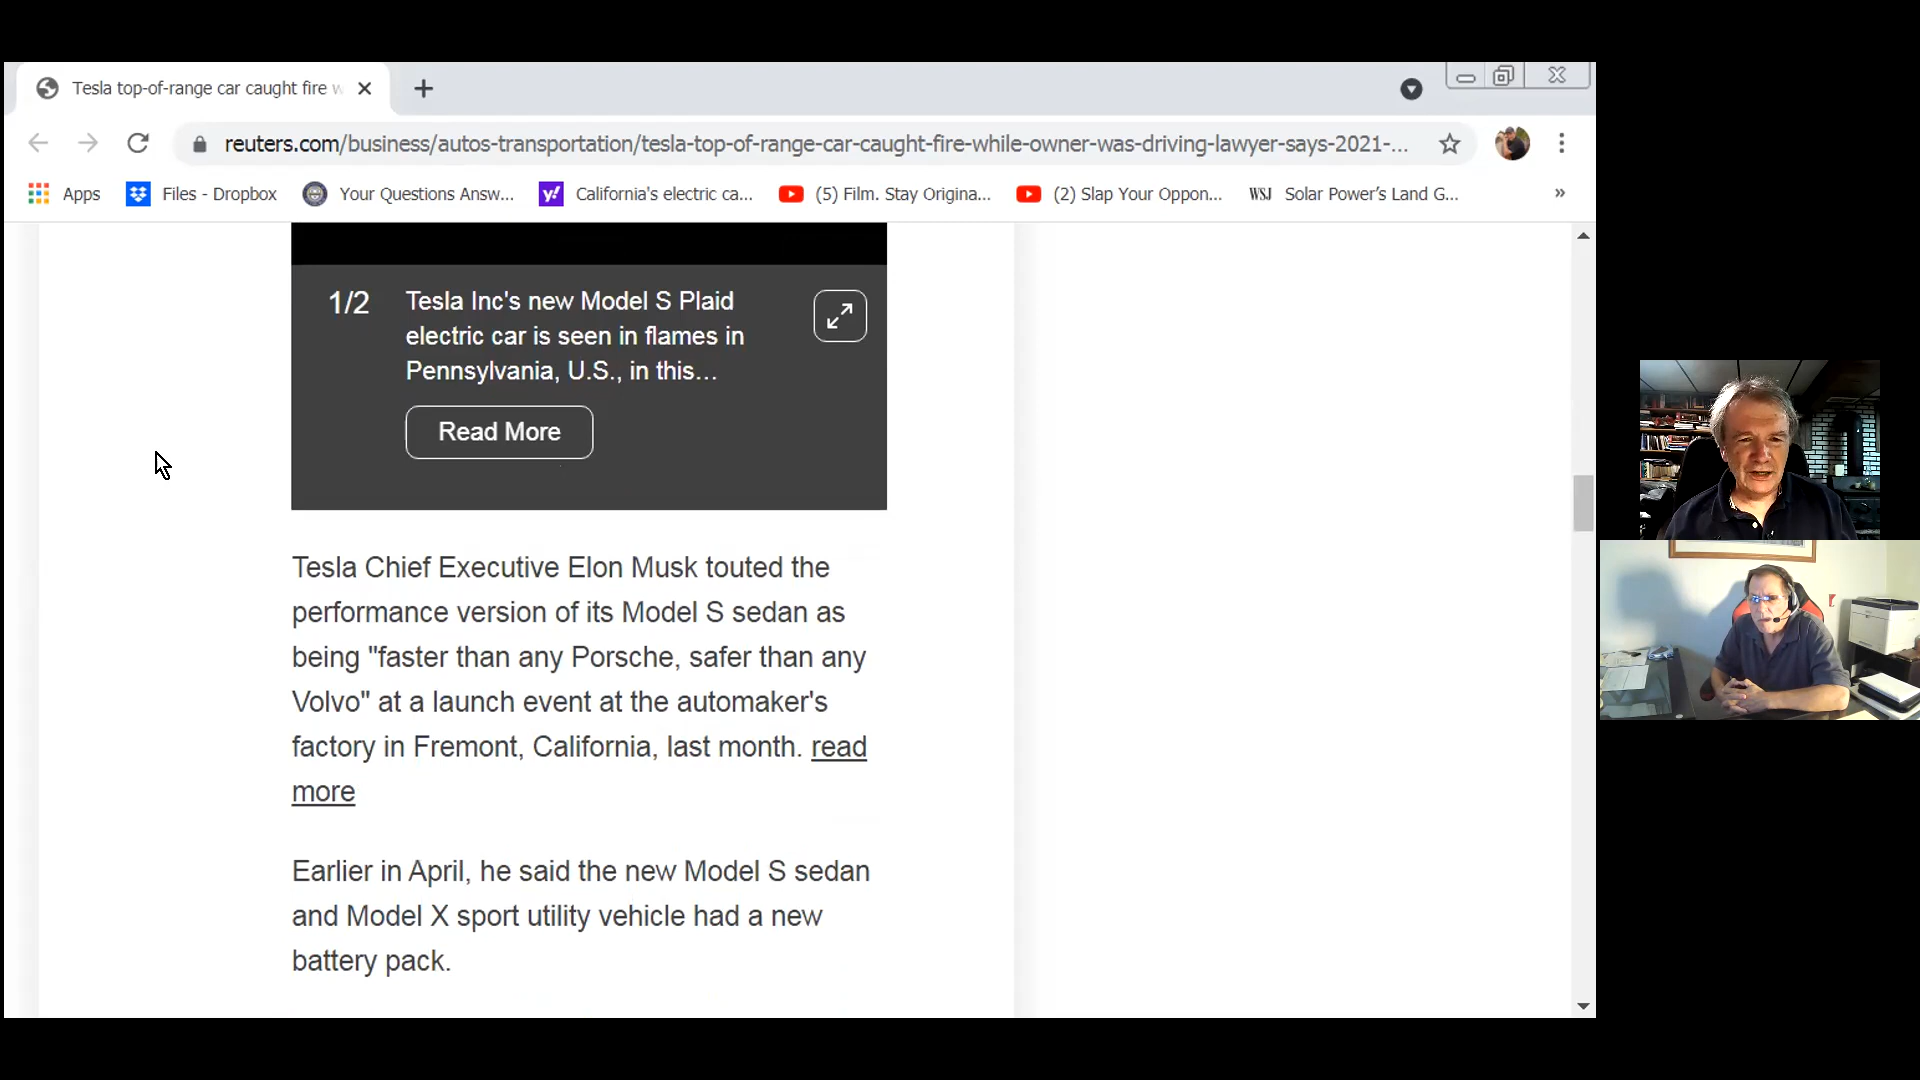 Tesla top-of-range car caught fire w
reuters.com/business/autos-transportation/tesla-top-of-range-car-caught-fire-while-owner-was-driving-lawyer-says-2021-...
Apps
Files - Dropbox
Your Questions Answ...
y!
California's electric ca...
(5) Film. Stay Origina...
(2) Slap Your Oppon...
WSJ
Solar Power's Land G...
»
1/2
Tesla Inc's new Model S Plaid
electric car is seen in flames in
Pennsylvania, U.S., in this...
Read More
Tesla Chief Executive Elon Musk touted the
performance version of its Model S sedan as
being "faster than any Porsche, safer than any
Volvo" at a launch event at the automaker's
factory in Fremont, California, last month. read
more
Earlier in April, he said the new Model S sedan
and Model X sport utility vehicle had a new
battery pack.